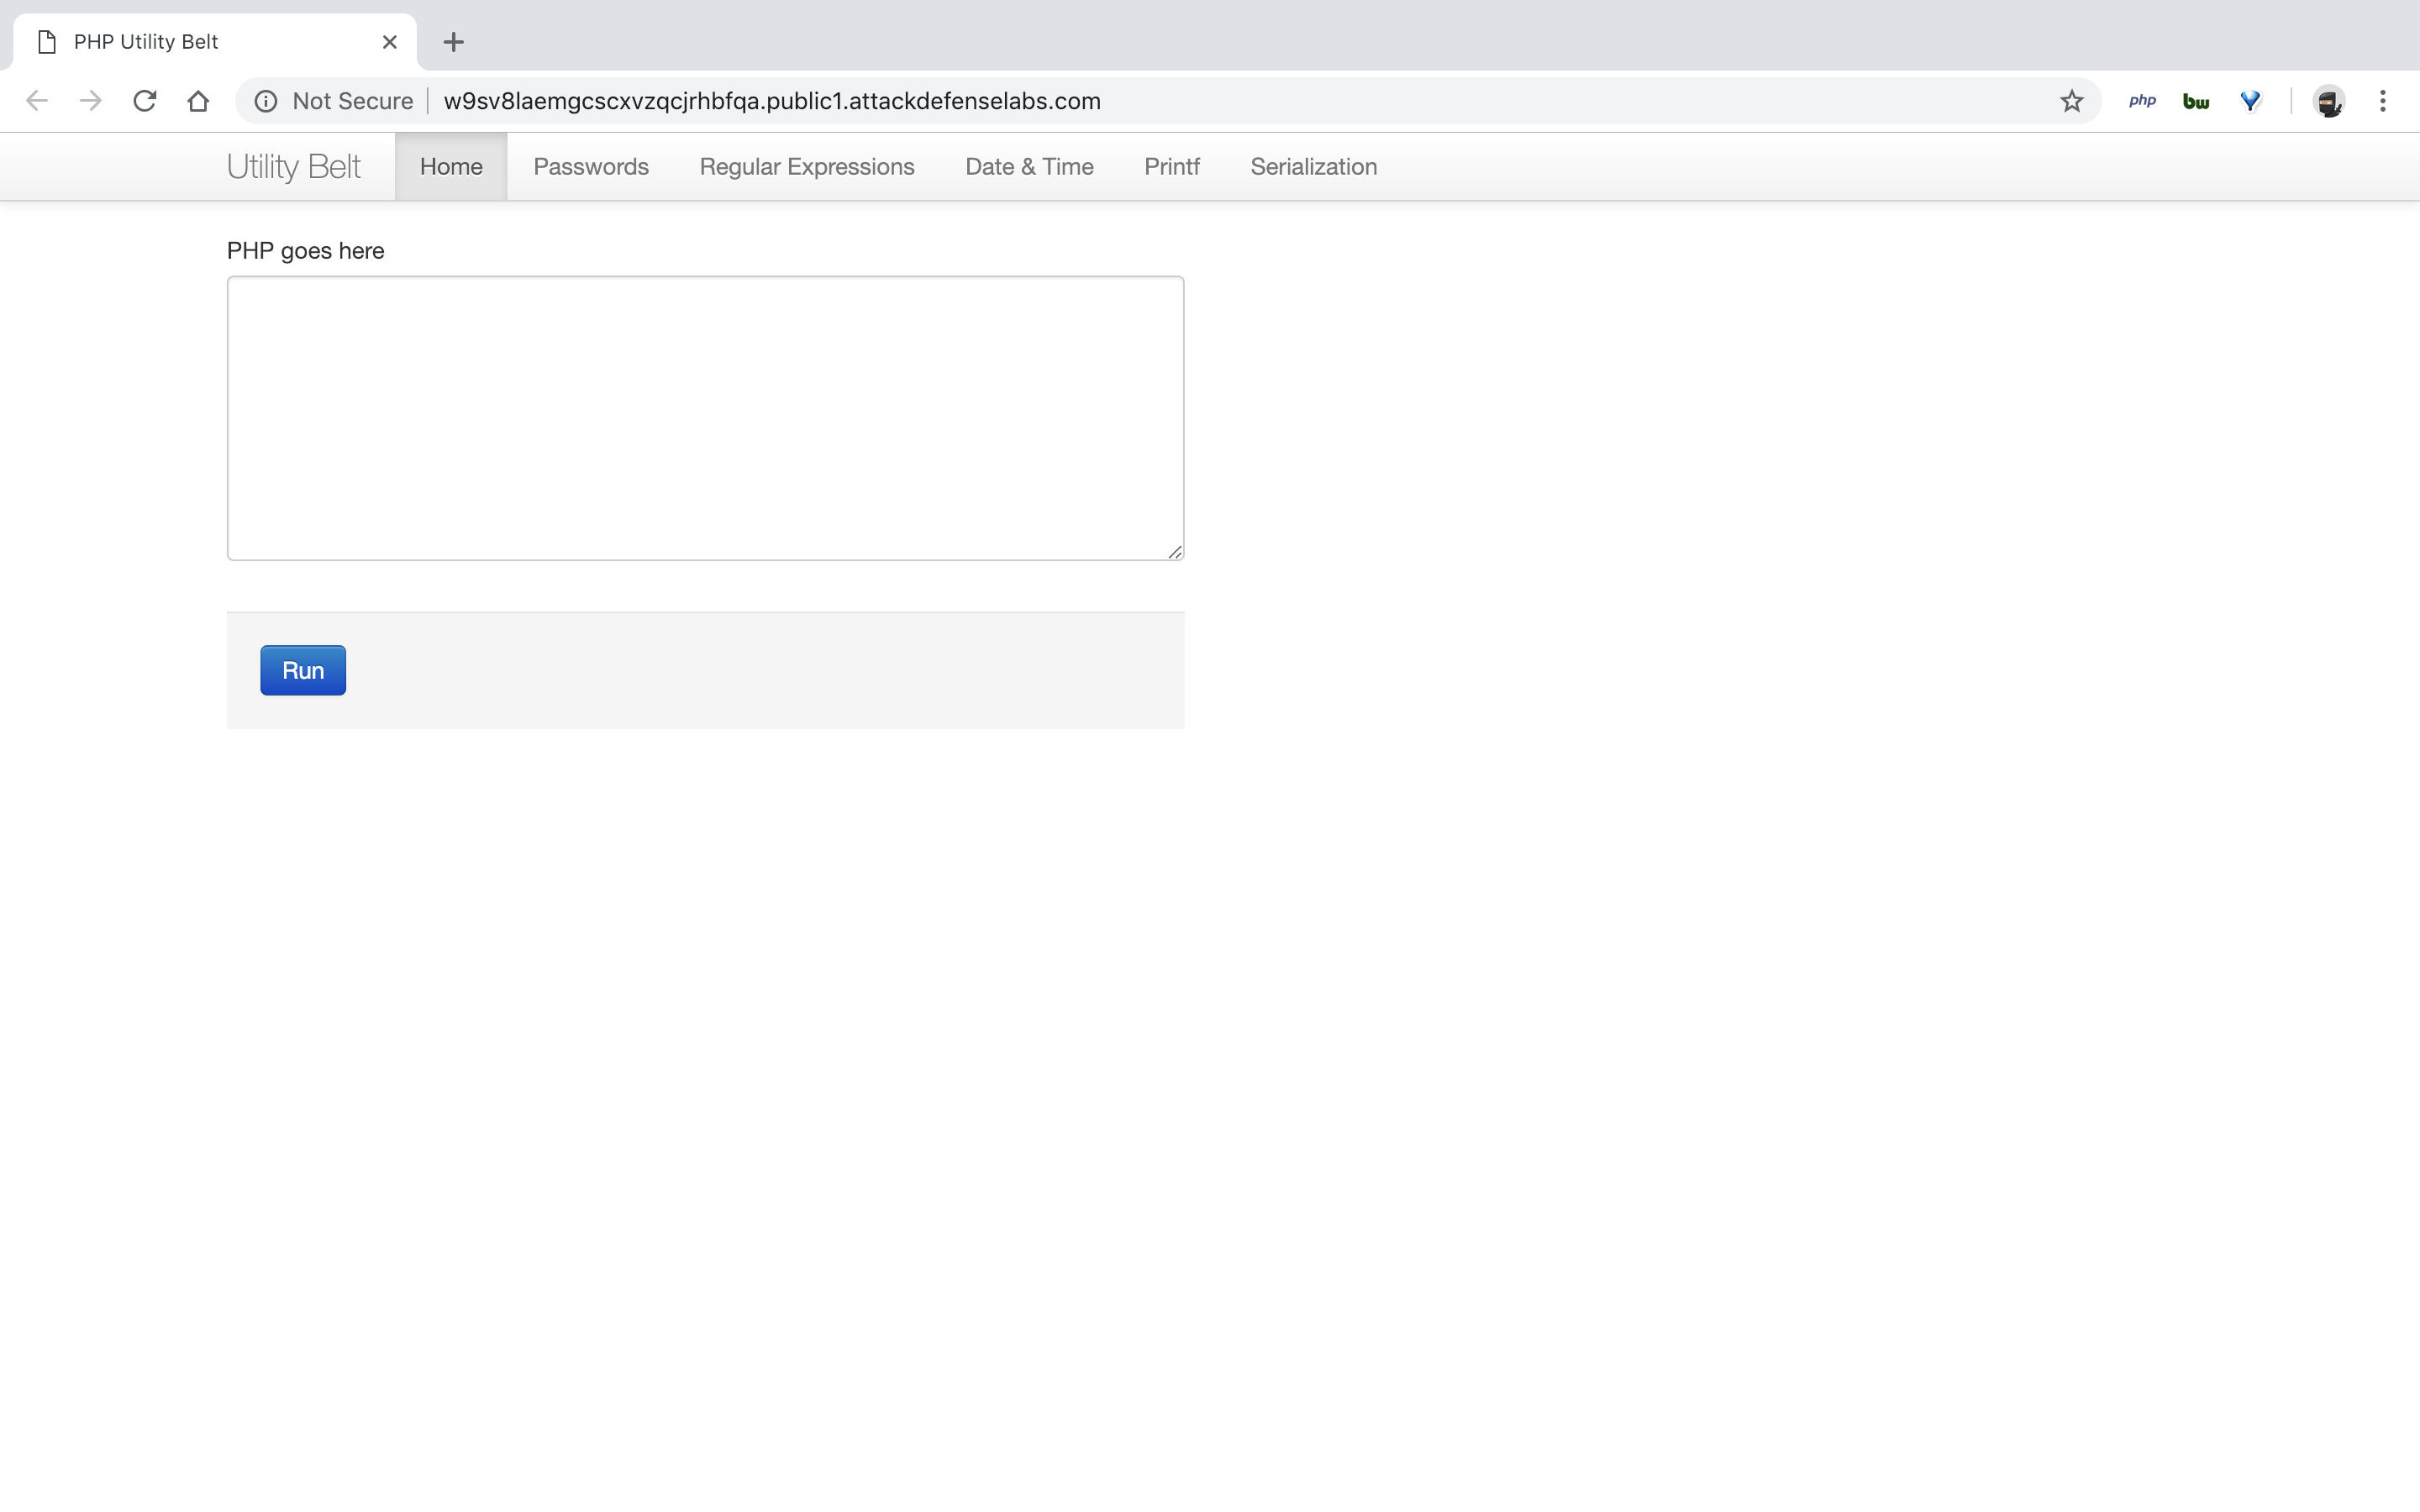 PHP Utility Belt
Not Secure w9sv8laemgcscxvzqcjrhbfqa.public1.attackdefenselabs.com php bw
Utility Belt Home Passwords Regular Expressions Date & Time Printf Serialization
PHP goes here
Run